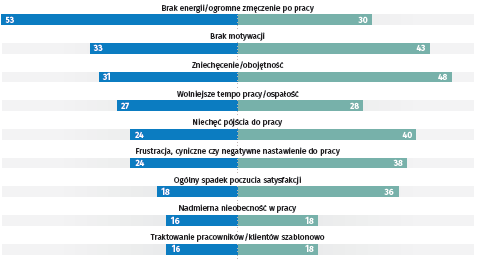 Brak energii/ogromne zmęczenie po pracy
53 30
Brak motywacji
33 43
Zniechęcenie/obojętność
31 48
Wolniejsze tempo pracy/ospałość
27 28
Niechęć pójścia do pracy
24 40
Frustracja, cyniczne czy negatywne nastawienie do pracy
24 38
Ogólny spadek poczucia satysfakcji
18 36
Nadmierna nieobecność w pracy
16 18
Traktowanie pracowników/klientów szablonowo
16 18